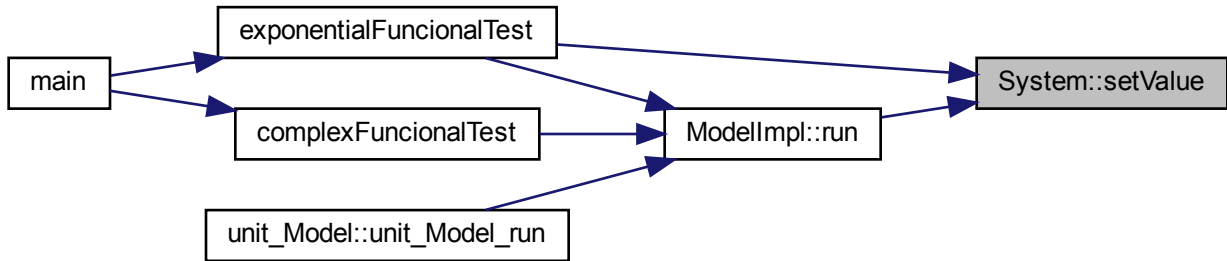 exponentialFuncionalTest
main
System::setValue
complexFuncionalTest
ModelImpl::run
unit_Model::unit_Model_run